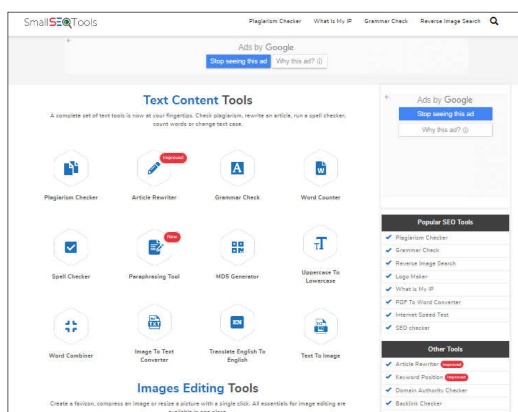 SmallSEOTools
Plagiarism Checker What Is My IP Grammar Check Reverse Image Search
Ads by Google
Stop seeing this ad Why this ad?
Text Content Tools
A complete set of text tools is now at your fingertips. Check plagiarism, rewrite an article, run a spell checker,
count words or change text case.
Improved
Plagiarism Checker Article Rewriter Grammar Check Word Counter
New
Spell Checker Paraphrasing Tool MD5 Generator Uppercase To
Lowercase
Word Combiner Image To Text
Converter Translate English To
English Text To Image
Images Editing Tools
Create a favicon, compress an image or resize a picture with a single click. All essentials for image editing are
available in one place
Ads by Google
Stop seeing this ad
Why this ad?
Popular SEO Tools
Plagiarism Checker
Grammar Check
Reverse Image Search
Logo Maker
What Is My IP
PDF To Word Converter
Internet Speed Test
SEO checker
Other Tools
Article Rewriter Improved
Keyword Position Improved
Domain Authority Checker
Backlink Checker